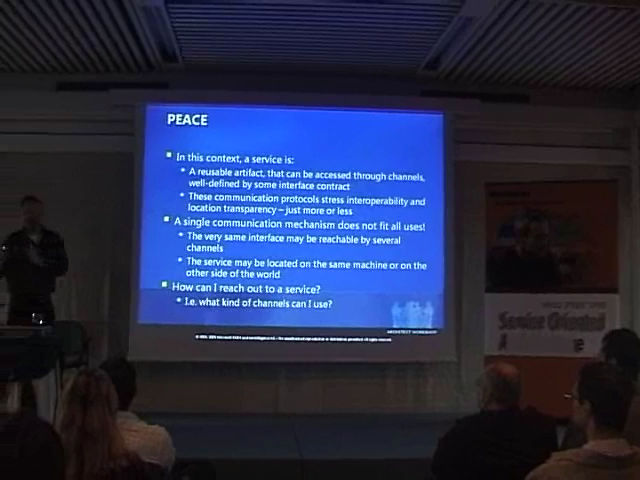 PEACE
In this context, a service is:
A reusable artifact, that can be accessed through channels,
well-defined by some interface contract
These communication protocols stress interoperability and
location transparency – just more or less
A single communication mechanism does not fit all uses!
The very same interface may be reachable by several
channels
The service may be located on the same machine or on the
other side of the world
How can I reach out to a service?
I.e. what kind of channels can I use?
ARCHITECT WORKSHOP
Service Oriented